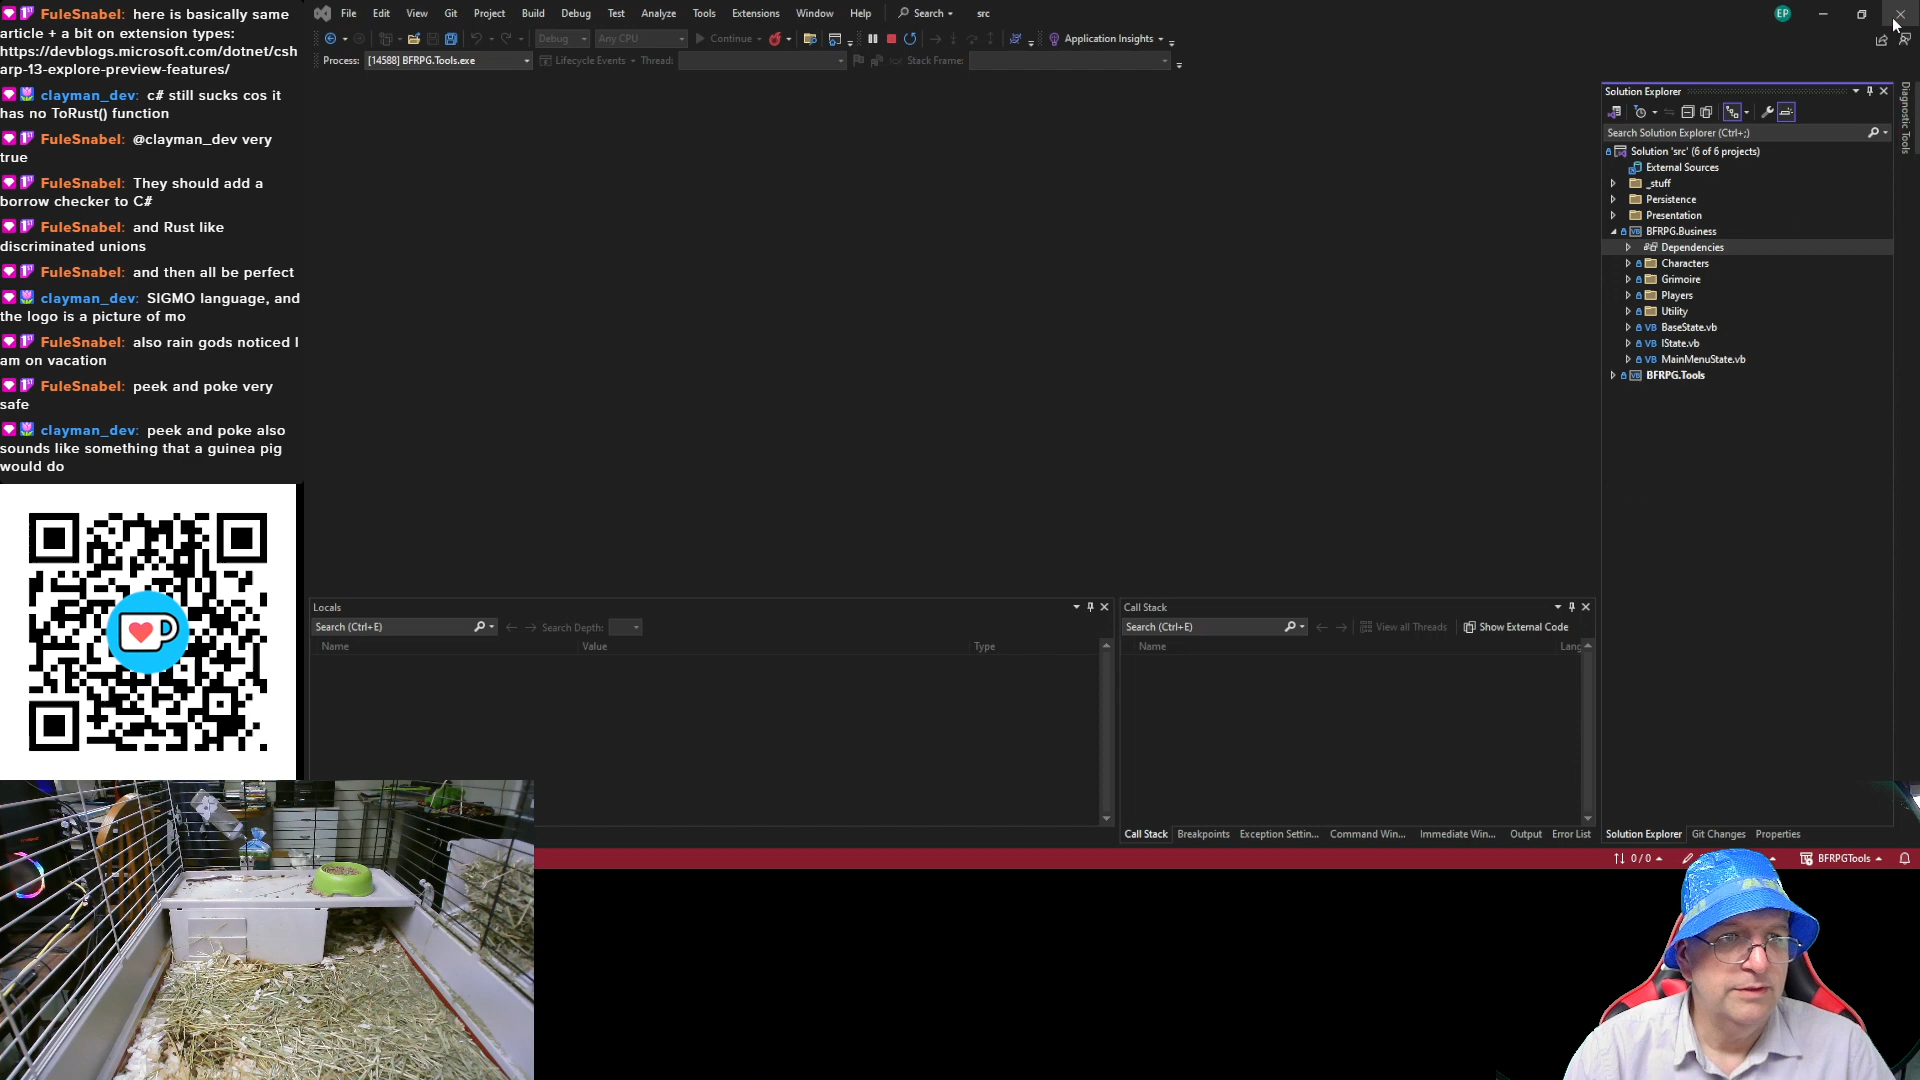 FuleSnabel: here is basically same
article + a bit on extension types:
https://devblogs.microsoft.com/dotnet/csh
arp-13-explore-preview-features/
clayman_dev: c# still sucks cos it
has no ToRust() function
FuleSnabel: @clayman_dev very
true
FuleSnabel: They should add a
borrow checker to C#
FuleSnabel: and Rust like
discriminated unions
FuleSnabel: and then all be perfect
clayman_dev: SIGMO language, and
the logo is a picture of mo
FuleSnabel: also rain gods noticed I
am on vacation
FuleSnabel: peek and poke very
safe
clayman_dev: peek and poke also
sounds like something that a guinea pig
would do
File Edit View Git Project Build Debug Test Analyze Tools Extensions Window Help Search src EP
Debug Any CPU Continue Application Insights
Process: [14588] BFRPG.Tools.exe Lifecycle Events Thread: Stack Frame:
Diagnostic Tools
Solution Explorer
Search Solution Explorer (Ctrl+;)
Solution 'src' (6 of 6 projects)
External Sources
_stuff
Persistence
Presentation
VB BFRPG.Business
Dependencies
Characters
Grimoire
Players
Utility
VB BaseState.vb
VB IState.vb
VB MainMenuState.vb
VB BFRPG.Tools
Locals
Search (Ctrl+E) Search Depth:
Name Value Type
Call Stack
Search (Ctrl+E) View all Threads Show External Code
Name Lang
Call Stack Breakpoints Exception Settin... Command Win... Immediate Win... Output Error List
Solution Explorer Git Changes Properties
0 / 0 BFRPGTools